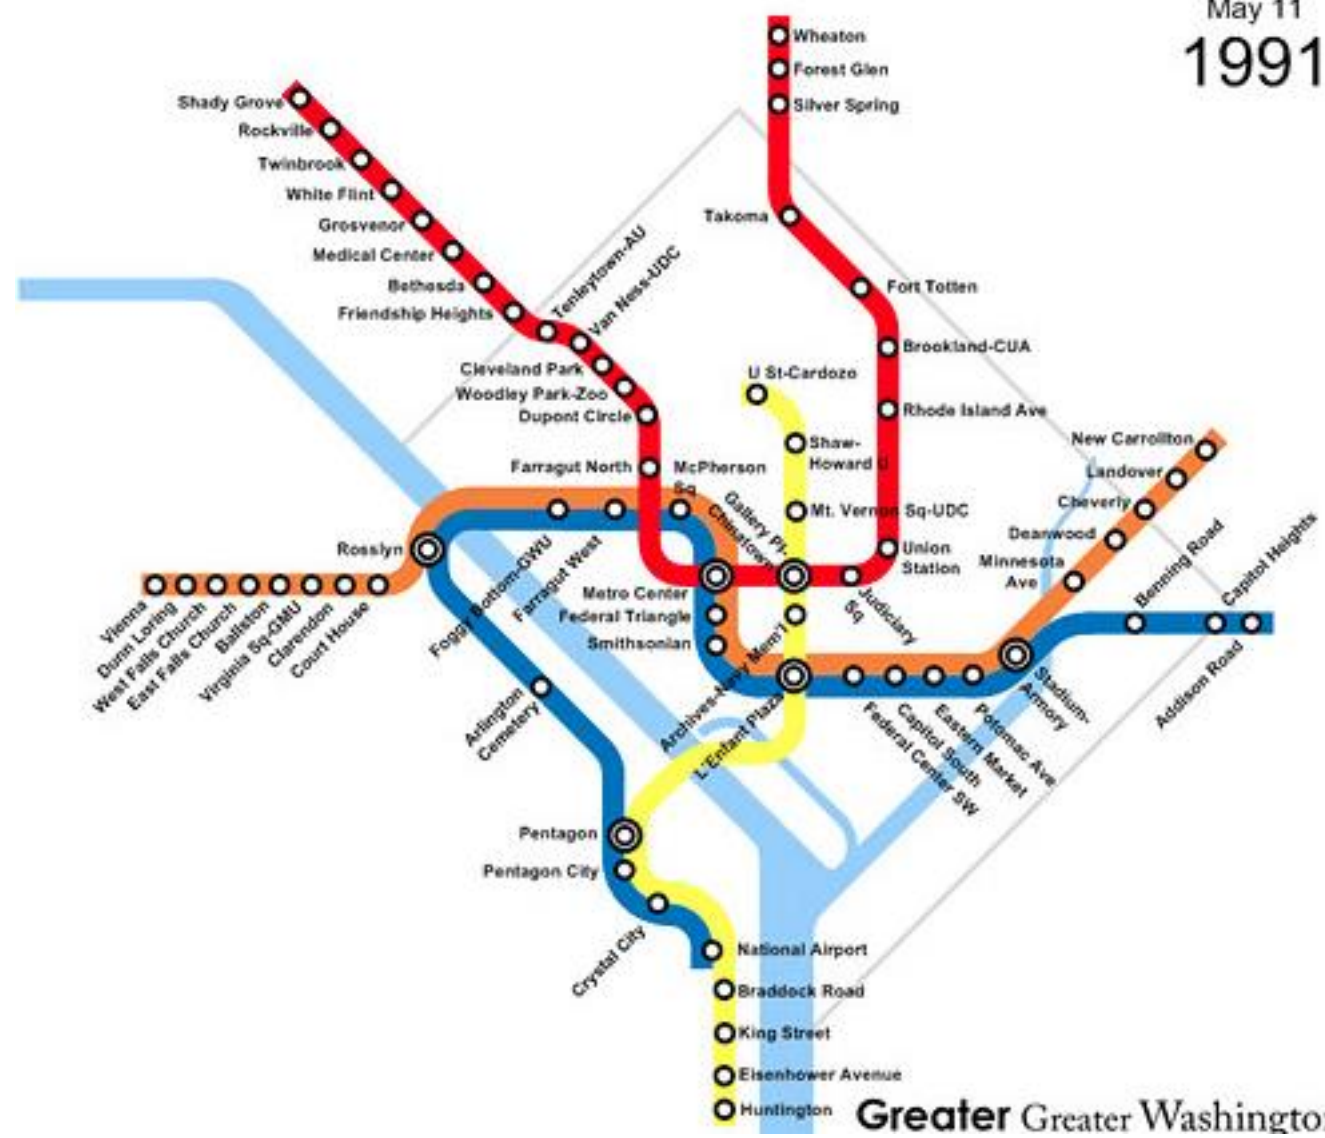 May 11
1991
Wheaton
Forest Glen
Silver Spring
Takoma
Fort Totten
Brookland-CUA
Rhode Island Ave
Union
Station
Judiciary
Sq
Shady Grove
Rockville
Twinbrook
White Flint
Grosvenor
Medical Center
Bethesda
Friendship Heights
Tenleytown-AU
Van Ness-UDC
Cleveland Park
Woodley Park-Zoo
Dupont Circle
Farragut North
McPherson
Sq
Gallery Pl-
Chinatown
U St-Cardozo
Shaw-
Howard U
Mt. Vernon Sq-UDC
New Carrollton
Landover
Cheverly
Deanwood
Minnesota
Ave
Benning Road
Capitol Heights
Addison Road
Stadium-
Armory
Potomac Ave
Eastern Market
Capitol South
Federal Center SW
Rosslyn
Foggy Bottom-GWU
Farragut West
Metro Center
Federal Triangle
Smithsonian
Archives-Navy Mem'l
L'Enfant Plaza
Vienna
Dunn Loring
West Falls Church
East Falls Church
Ballston
Virginia Sq-GMU
Clarendon
Court House
Arlington
Cemetery
Pentagon
Pentagon City
Crystal City
National Airport
Braddock Road
King Street
Eisenhower Avenue
Huntington
Greater Greater Washingto